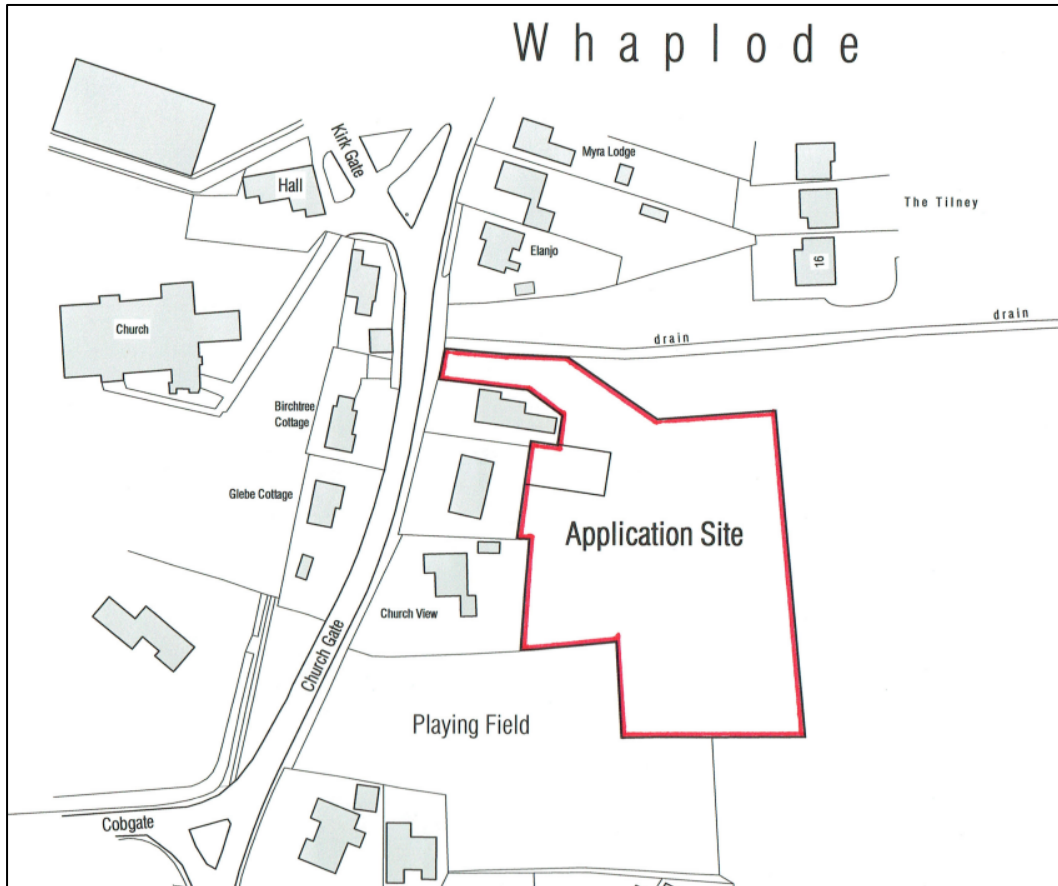 Whaplode
Kirk Gate
Myra Lodge
Hall
The Tilney
Elanjo
16
Church
drain
drain
Birchtree
Cottage
Glebe Cottage
Application Site
Church View
Church Gate
Playing Field
Cobgate